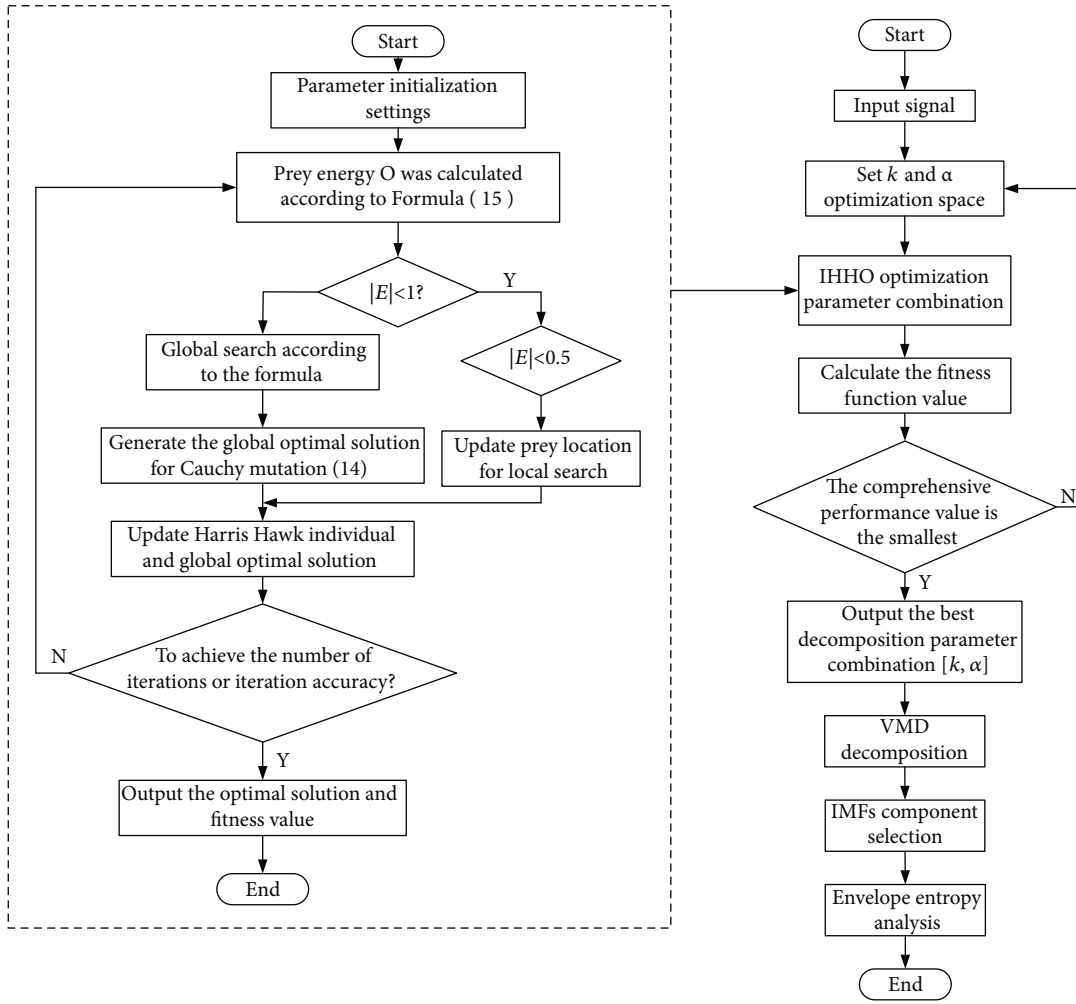 Start
Parameter initialization
settings
Prey energy O was calculated
according to Formula ( 15 )
|E|<1?
Y
Global search according
to the formula
|E|<0.5
Generate the global optimal solution
for Cauchy mutation (14)
Update prey location
for local search
Update Harris Hawk individual
and global optimal solution
N
To achieve the number of
iterations or iteration accuracy?
Y
Output the optimal solution and
fitness value
End
Start
Input signal
Set k and α
optimization space
IHHO optimization
parameter combination
Calculate the fitness
function value
The comprehensive
performance value is
the smallest
N
Y
Output the best
decomposition parameter
combination [k, α]
VMD
decomposition
IMFs component
selection
Envelope entropy
analysis
End